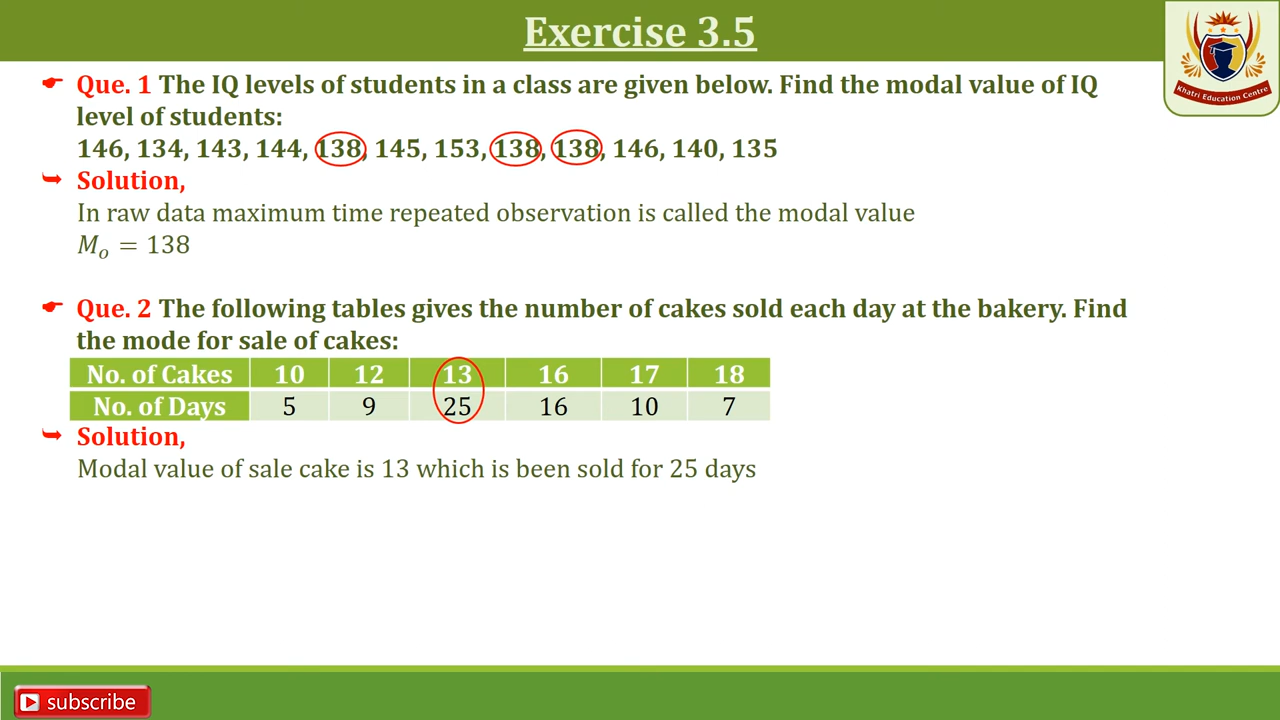 Exercise 3.5
Khatri Education Centre
Que. 1 The IQ levels of students in a class are given below. Find the modal value of IQ
level of students:
146, 134, 143, 144, 138, 145, 153, 138, 138, 146, 140, 135
Solution,
In raw data maximum time repeated observation is called the modal value
Mₒ = 138
Que. 2 The following tables gives the number of cakes sold each day at the bakery. Find
the mode for sale of cakes:
No. of Cakes 10 12 13 16 17 18
No. of Days 5 9 25 16 10 7
Solution,
Modal value of sale cake is 13 which is been sold for 25 days
subscribe